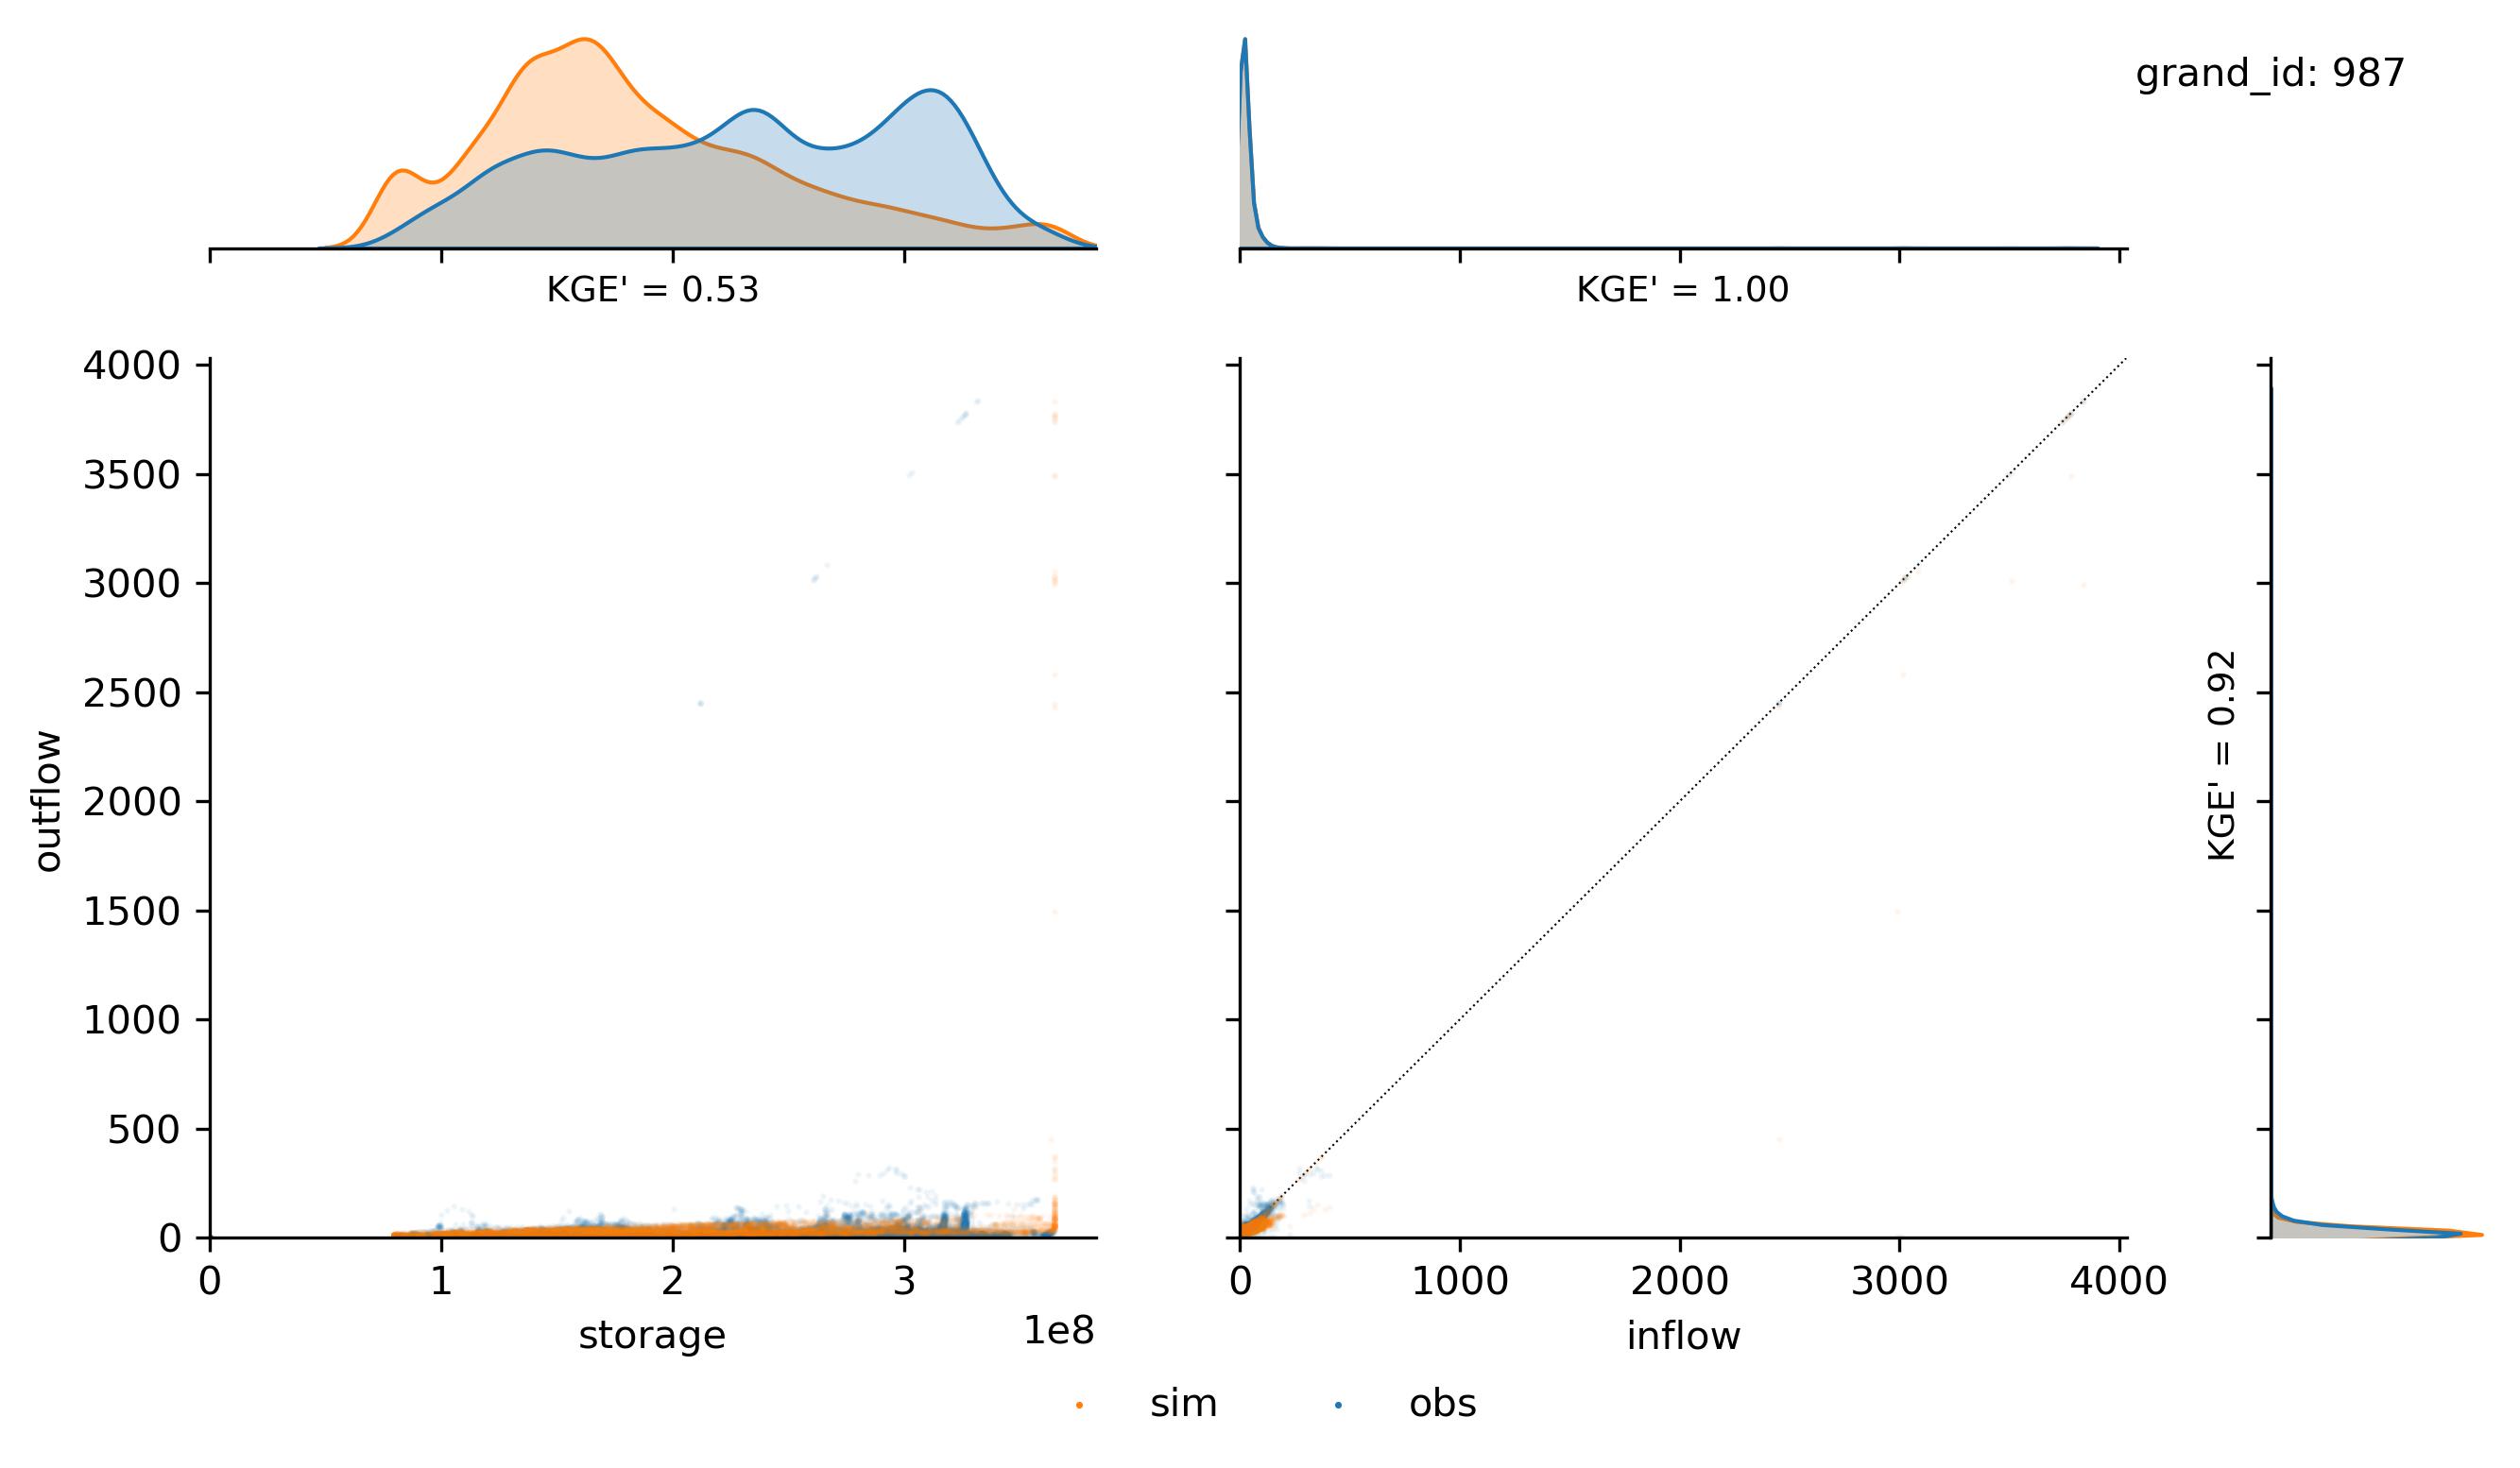 grand_id: 987
KGE' = 0.53
KGE' = 1.00
4000
3500
3000
2500
2000
1500
1000
500
0
outflow
KGE' = 0.92
0 1 2 3
storage
1e8
0 1000 2000 3000 4000
inflow
sim obs